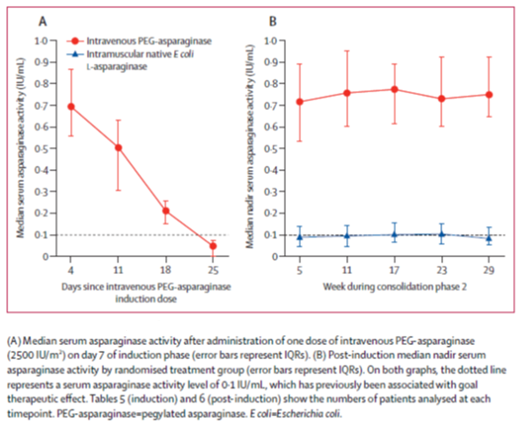 A
B
Intravenous PEG-asparaginase
Intramuscular native E coli
L-asparaginase
Median serum asparaginase activity (IU/mL)
1·0
0·9
0·8
0·7
0·6
0·5
0·4
0·3
0·2
0·1
0
4 11 18 25
Days since intravenous PEG-asparaginase
induction dose
Median nadir serum asparaginase activity (IU/mL)
1·0
0·9
0·8
0·7
0·6
0·5
0·4
0·3
0·2
0·1
0
5 11 17 23 29
Week during consolidation phase 2
(A) Median serum asparaginase activity after administration of one dose of intravenous PEG-asparaginase
(2500 IU/m²) on day 7 of induction phase (error bars represent IQRs). (B) Post-induction median nadir serum
asparaginase activity by randomised treatment group (error bars represent IQRs). On both graphs, the dotted line
represents a serum asparaginase activity level of 0·1 IU/mL, which has previously been associated with goal
therapeutic effect. Tables 5 (induction) and 6 (post-induction) show the numbers of patients analysed at each
timepoint. PEG-asparaginase=pegylated asparaginase. E coli=Escherichia coli.